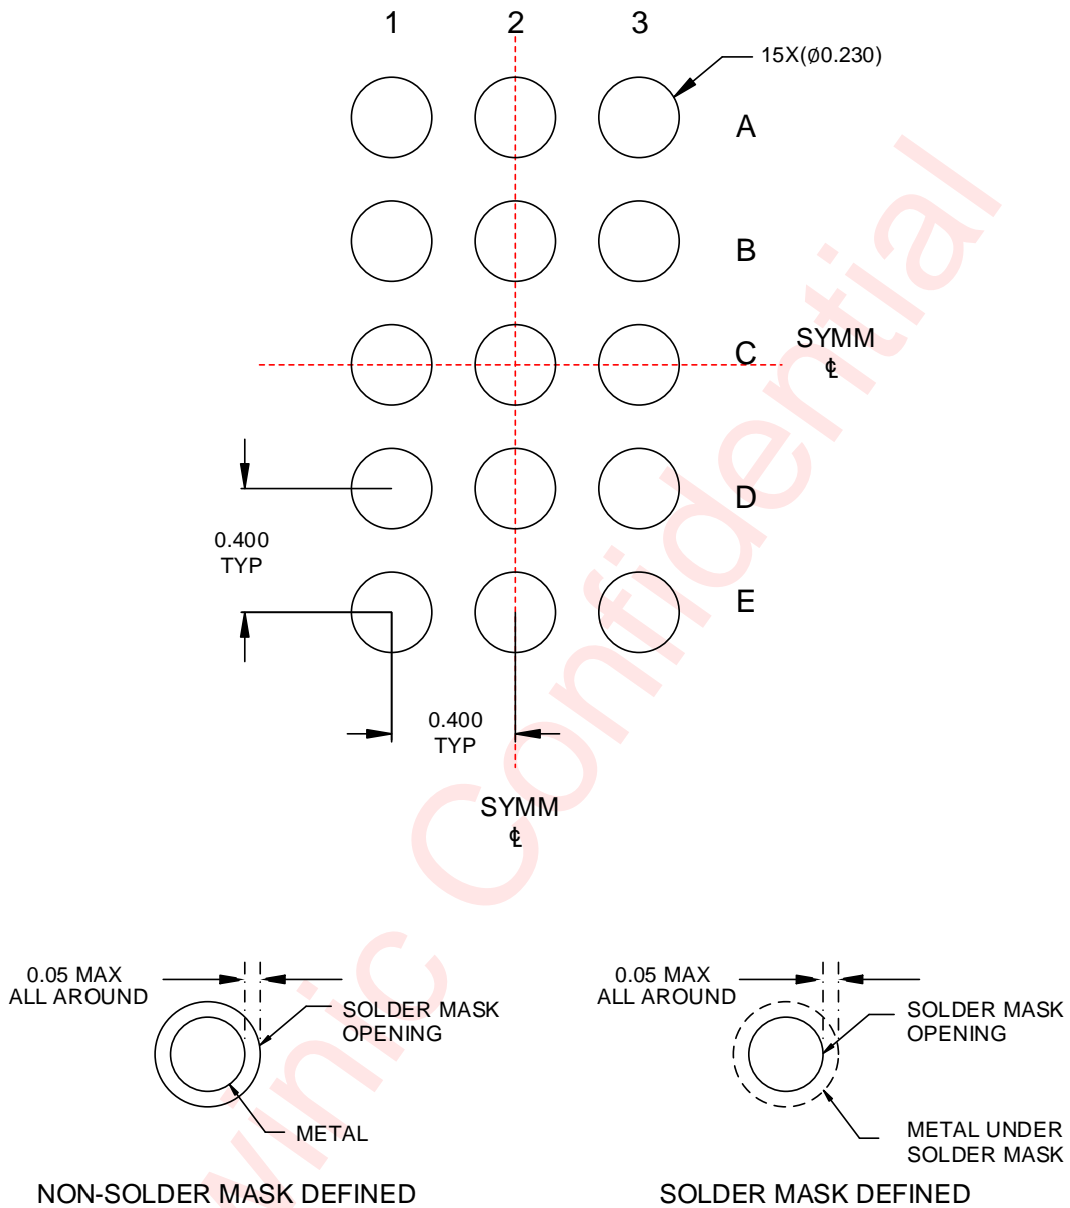 1 2 3
15X(Ø0.230)
A
B
C
SYMM
℄
D
0.400
TYP
E
0.400
TYP
SYMM
℄
0.05 MAX
ALL AROUND
SOLDER MASK
OPENING
METAL
NON-SOLDER MASK DEFINED
0.05 MAX
ALL AROUND
SOLDER MASK
OPENING
METAL UNDER
SOLDER MASK
SOLDER MASK DEFINED
winic Confidential